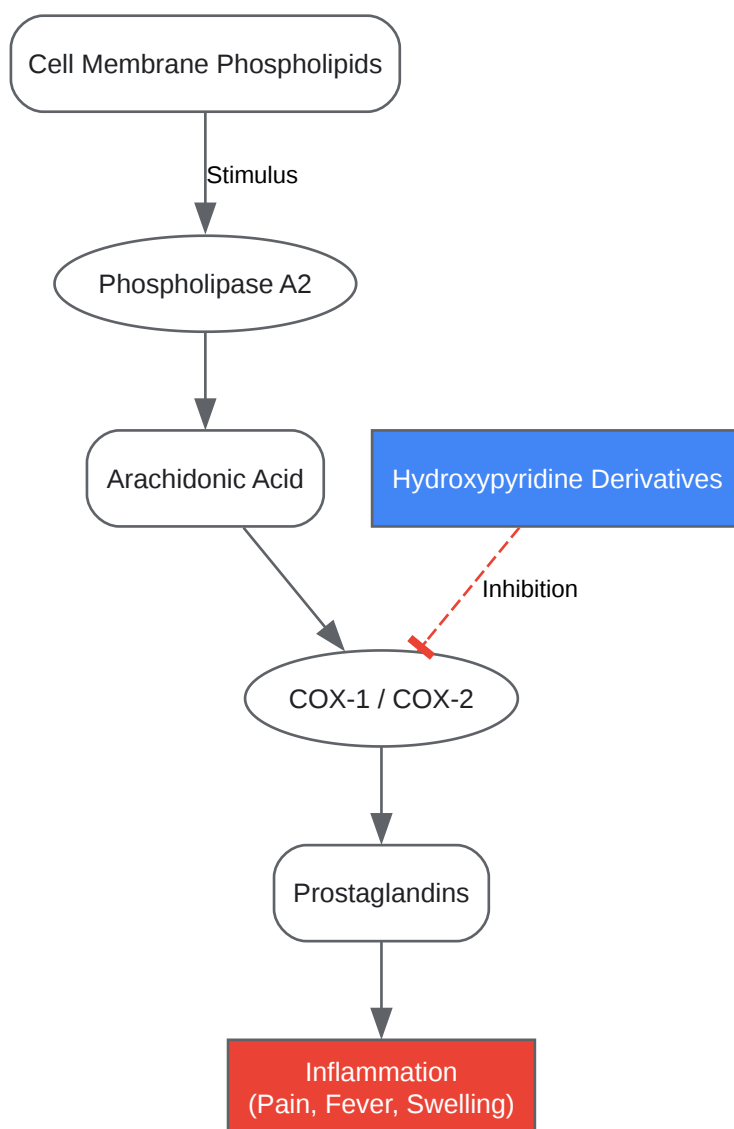 Cell Membrane Phospholipids
Stimulus
Phospholipase A2
Arachidonic Acid
Hydroxypyridine Derivatives
Inhibition
COX-1 / COX-2
Prostaglandins
Inflammation
(Pain, Fever, Swelling)